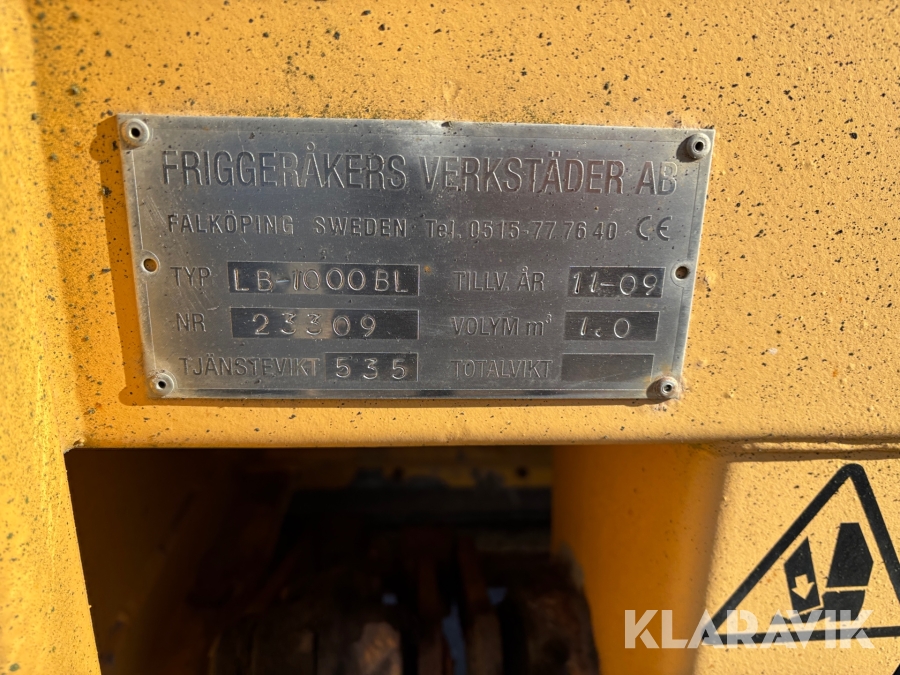 FRIGGERÅKERS VERKSTÄDER AB
FALKÖPING SWEDEN Tel. 0515-77 76 40 CE
TYP LB-1000BL TILLV. ÅR 11-09
NR 23309 VOLYM m³ 1.0
TJÄNSTEVIKT 535 TOTALVIKT
KLARAVIK